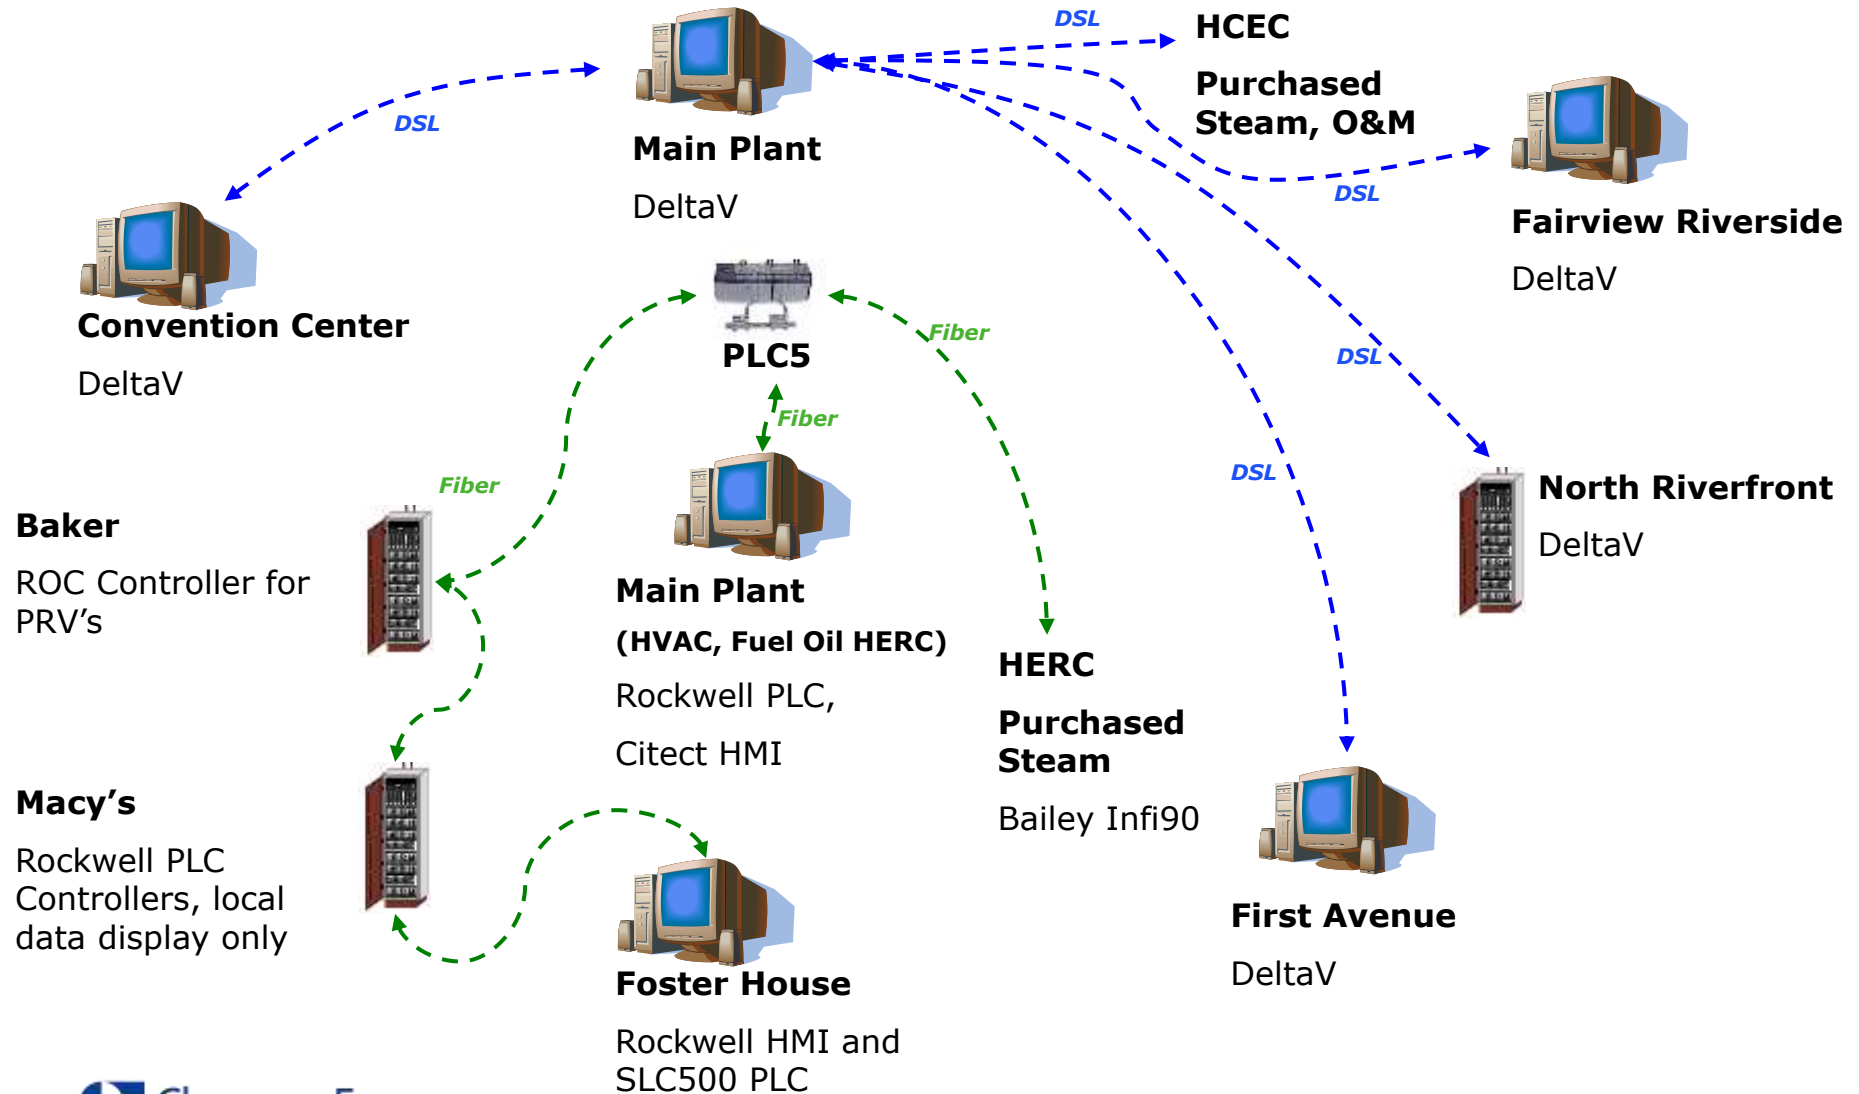 DSL
HCEC
Purchased
Steam, O&M
DSL
Main Plant
DeltaV
DSL
Fairview Riverside
DeltaV
Convention Center
DeltaV
PLC5
Fiber
DSL
Fiber
Fiber
DSL
North Riverfront
DeltaV
Baker
ROC Controller for
PRV's
Main Plant
(HVAC, Fuel Oil HERC)
Rockwell PLC,
Citect HMI
HERC
Purchased
Steam
Bailey Infi90
Macy’s
Rockwell PLC
Controllers, local
data display only
First Avenue
DeltaV
Foster House
Rockwell HMI and
SLC500 PLC